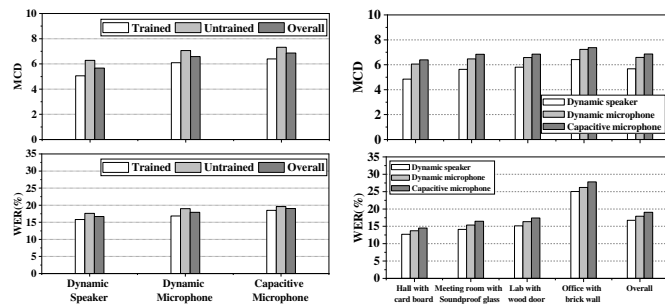 10
8
6
4
2
0
MCD
Trained Untrained Overall
35
30
25
20
15
10
5
0
WER(%)
Trained Untrained Overall
Dynamic Speaker
Dynamic Microphone
Capacitive Microphone
10
8
6
4
2
0
MCD
Dynamic speaker
Dynamic microphone
Capacitive microphone
35
30
25
20
15
10
5
0
WER(%)
Dynamic speaker
Dynamic microphone
Capacitive microphone
Hall with card board
Meeting room with Soundproof glass
Lab with wood door
Office with brick wall
Overall